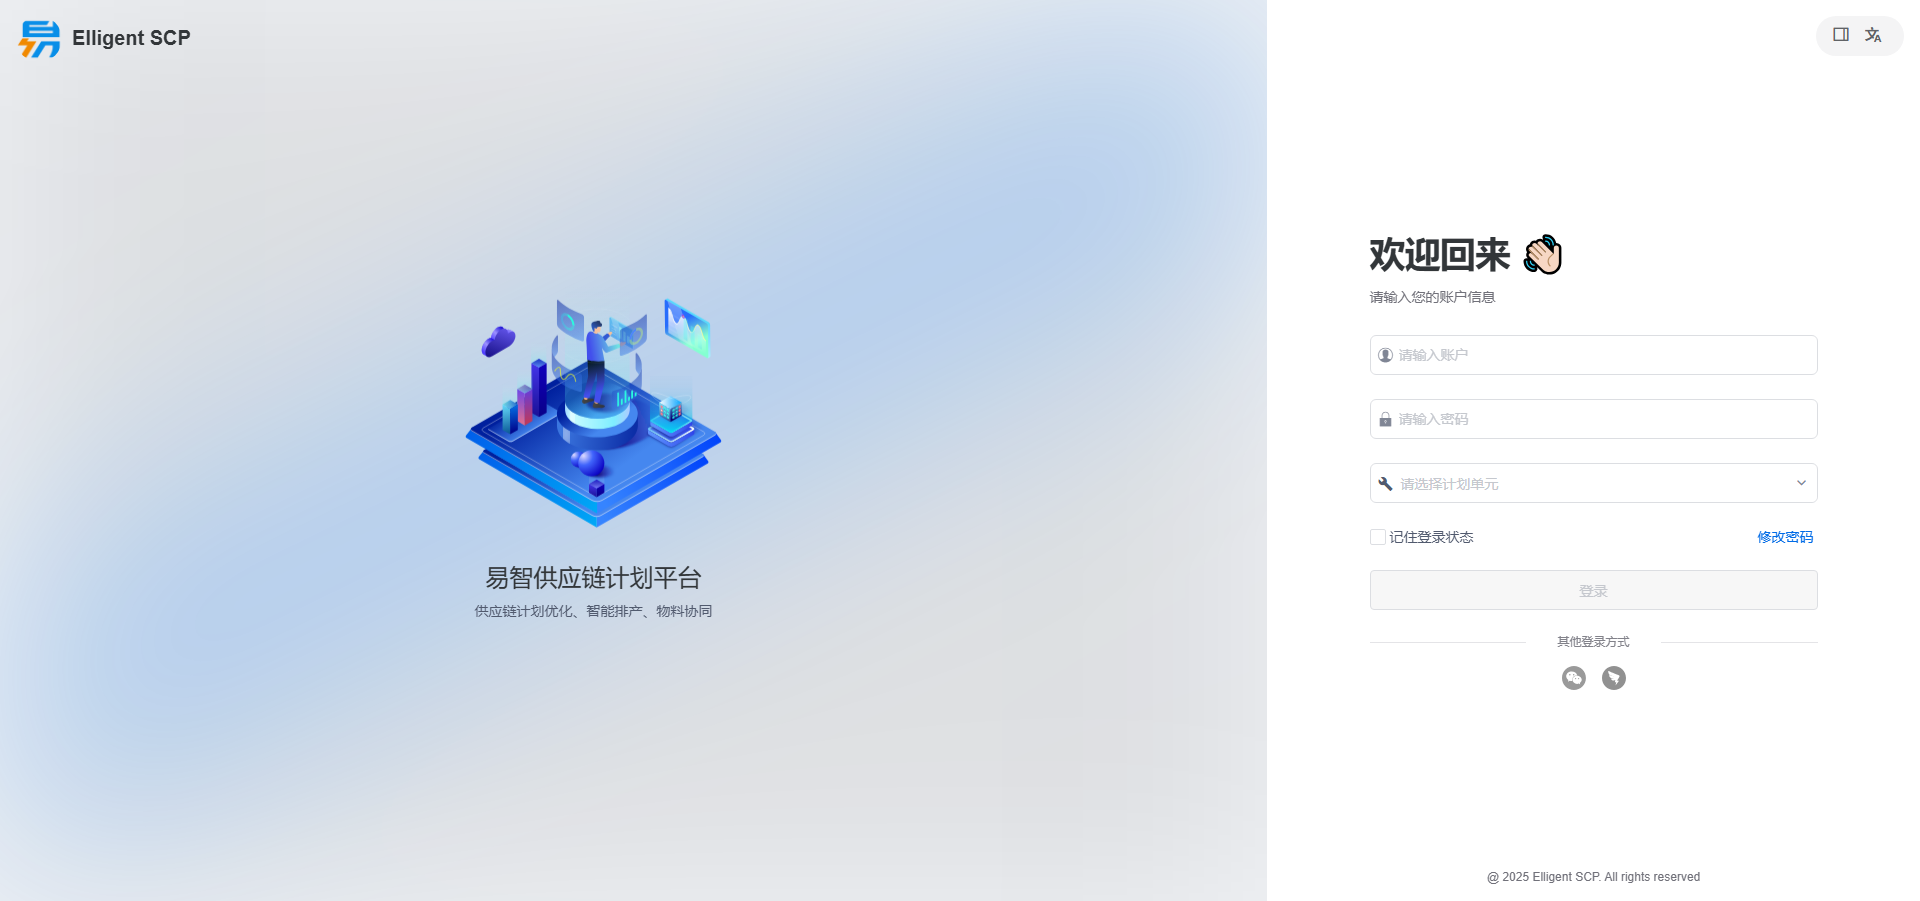 Elligent SCP
易智供应链计划平台
供应链计划优化、智能排产、物料协同
欢迎回来
请输入您的账户信息
请输入账户
请输入密码
请选择计划单元
记住登录状态
修改密码
登录
其他登录方式
@ 2025 Elligent SCP. All rights reserved